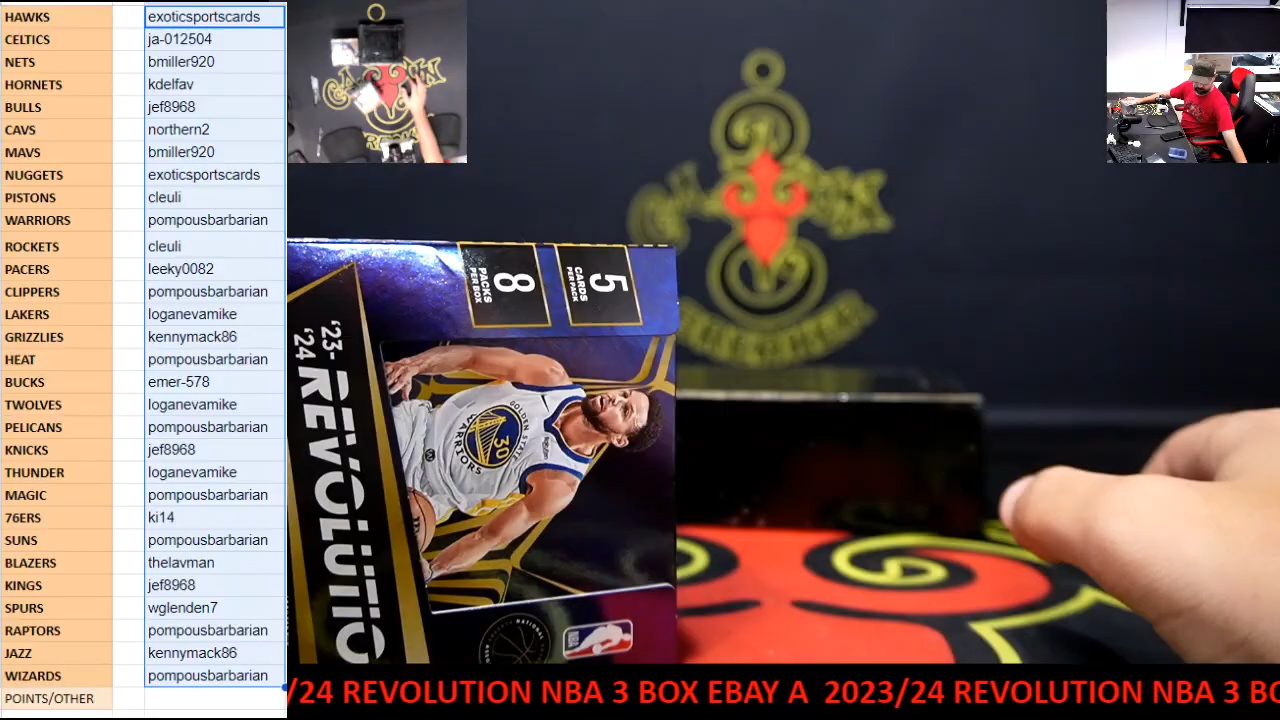 HAWKS exoticsportscards
CELTICS ja-012504
NETS bmiller920
HORNETS kdelfav
BULLS jef8968
CAVS northern2
MAVS bmiller920
NUGGETS exoticsportscards
PISTONS cleuli
WARRIORS pompousbarbarian
ROCKETS cleuli
PACERS leeky0082
CLIPPERS pompousbarbarian
LAKERS loganevamike
GRIZZLIES kennymack86
HEAT pompousbarbarian
BUCKS emer-578
TWOLVES loganevamike
PELICANS pompousbarbarian
KNICKS jef8968
THUNDER loganevamike
MAGIC pompousbarbarian
76ERS ki14
SUNS pompousbarbarian
BLAZERS thelavman
KINGS jef8968
SPURS wglenden7
RAPTORS pompousbarbarian
JAZZ kennymack86
WIZARDS pompousbarbarian
POINTS/OTHER
5 CARDS PER PACK
8 PACKS PER BOX
'23-'24
REVOLUTIO
GOLDEN STATE
30
WARRIORS
NBA
/24 REVOLUTION NBA 3 BOX EBAY A 2023/24 REVOLUTION NBA 3 BO